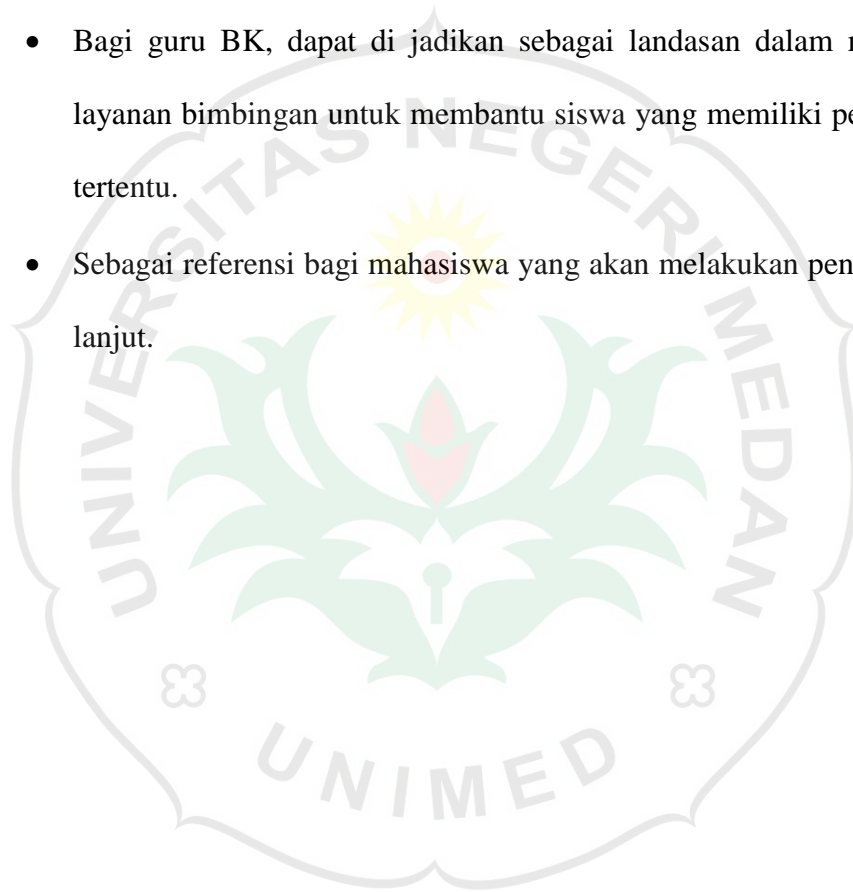 • Bagi guru BK, dapat di jadikan sebagai landasan dalam
layanan bimbingan untuk membantu siswa yang memiliki
tertentu.
• Sebagai referensi bagi mahasiswa yang akan melakukan
lanjut.
UNIVERSITAS NEGERI MEDAN
UNIMED